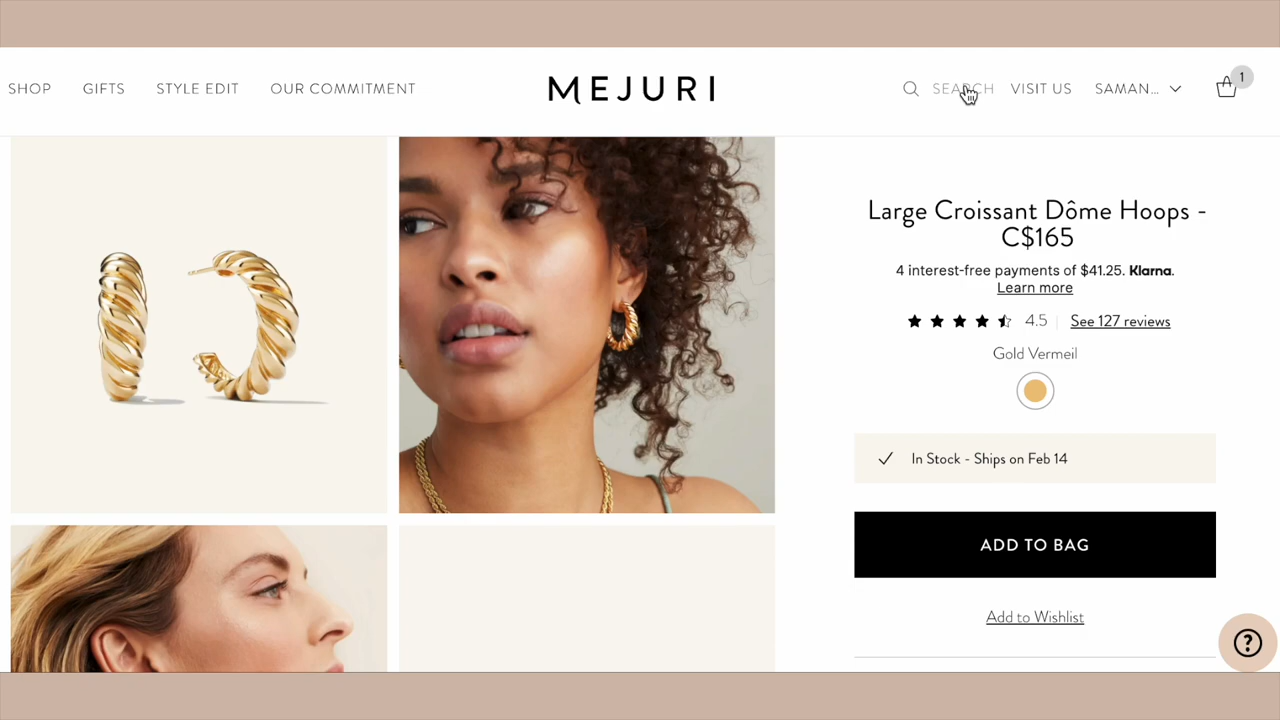 SHOP GIFTS STYLE EDIT OUR COMMITMENT MEJURI SEARCH VISIT US SAMAN... 1
Large Croissant Dôme Hoops -
C$165
4 interest-free payments of $41.25. Klarna.
Learn more
4.5 See 127 reviews
Gold Vermeil
In Stock - Ships on Feb 14
ADD TO BAG
Add to Wishlist
?